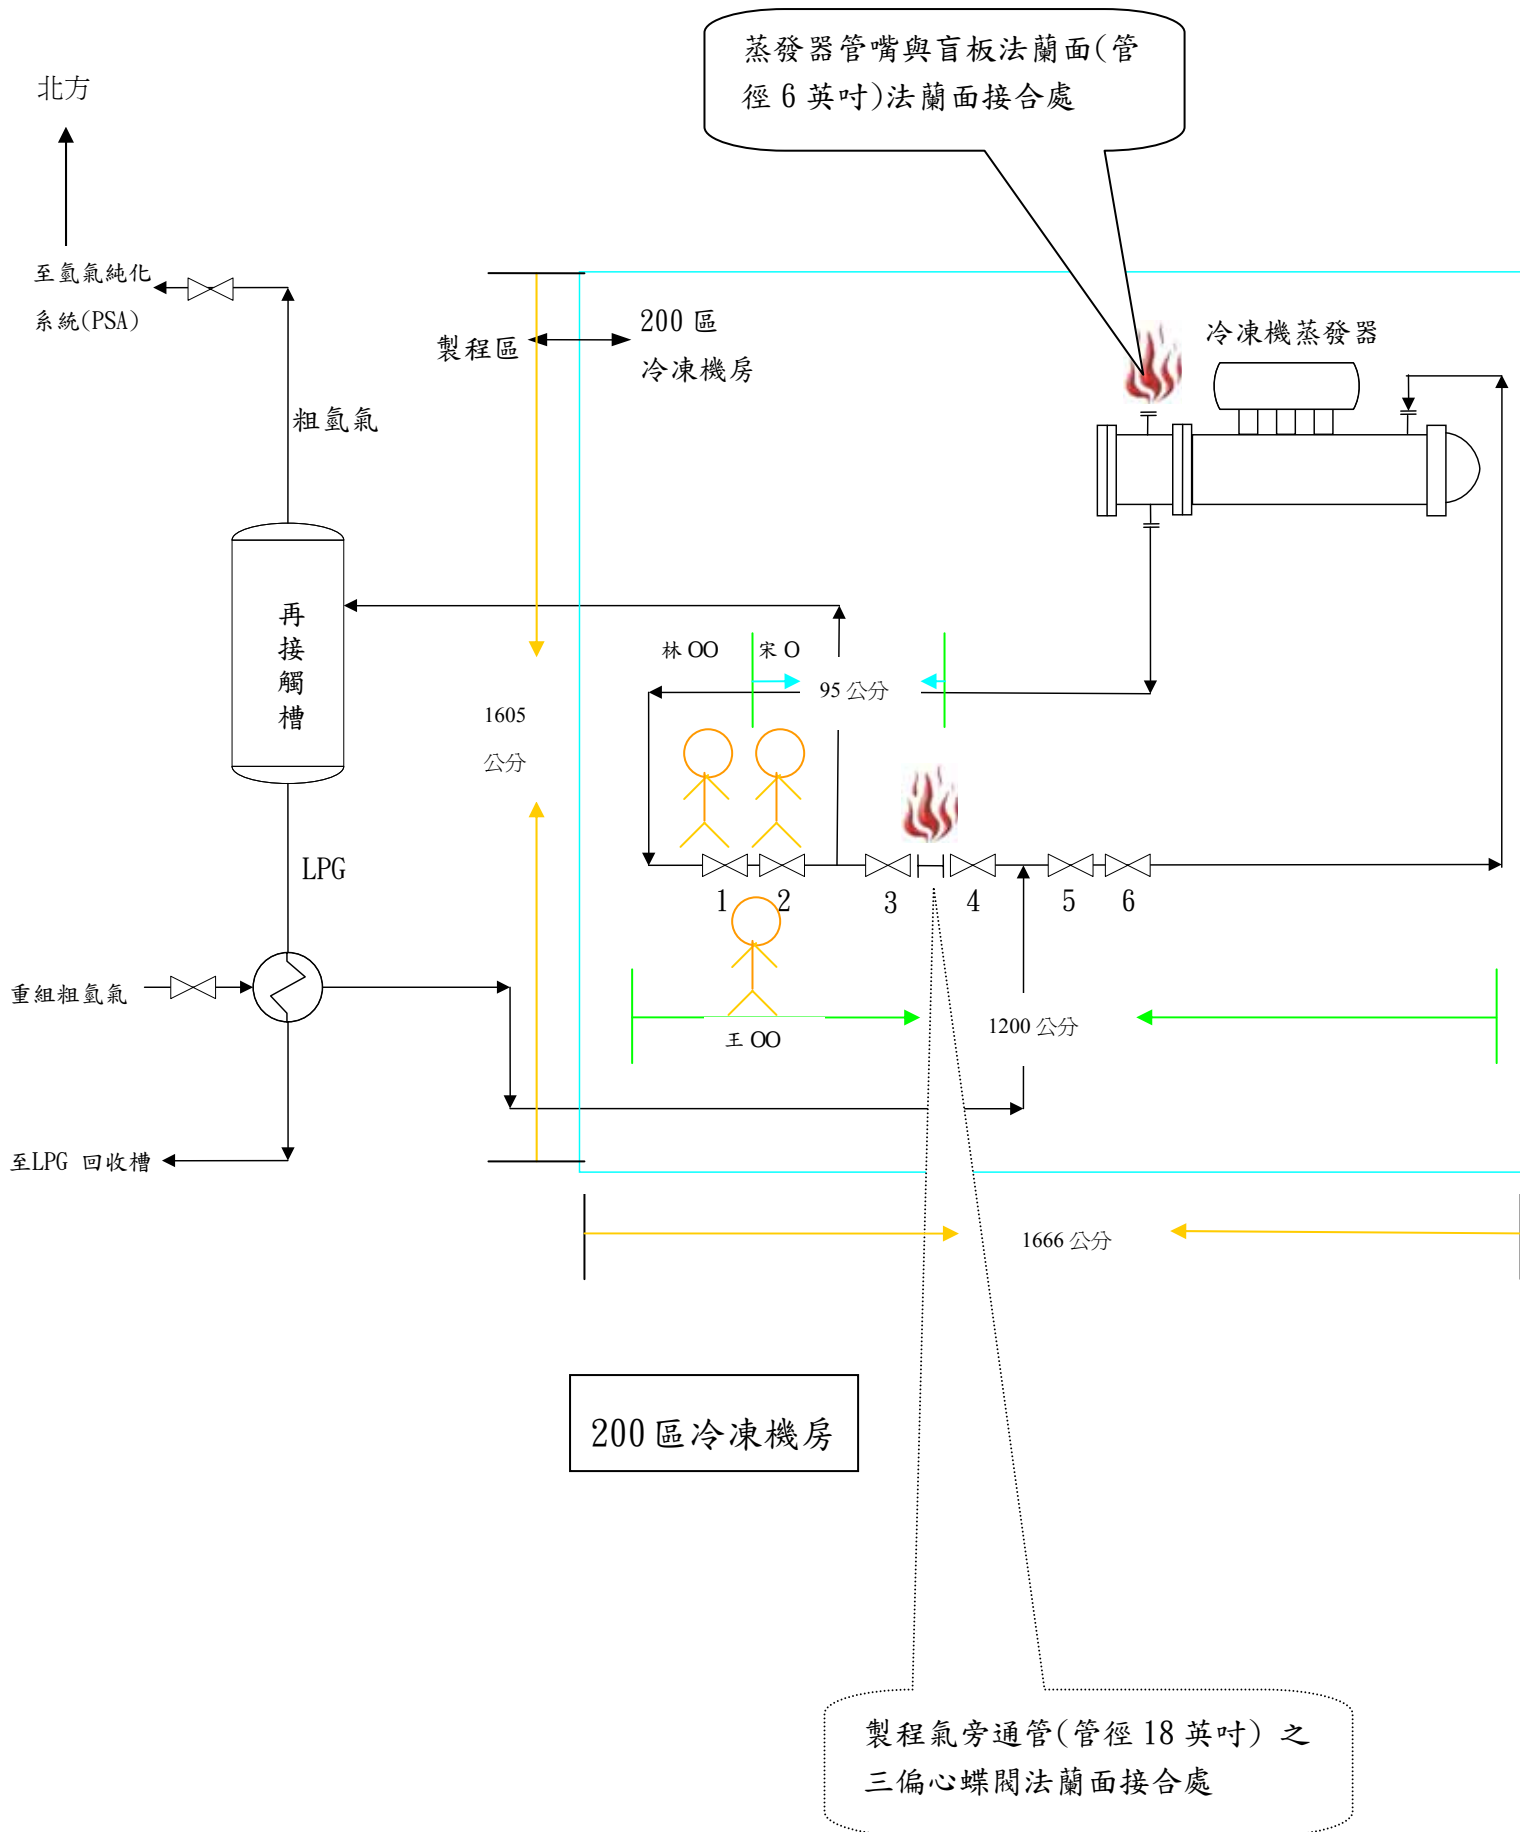 蒸發器管嘴與盲板法蘭面(管
徑 6 英吋)法蘭面接合處
北方
至氫氣純化
系統(PSA)
製程區
200 區
冷凍機房
冷凍機蒸發器
粗氫氣
再
接
觸
槽
林 OO
宋 O
95 公分
1605
公分
LPG
1
2
3
4
5
6
重組粗氫氣
1200 公分
王 OO
至LPG 回收槽
1666 公分
200 區冷凍機房
製程氣旁通管(管徑 18 英吋) 之
三偏心蝶閥法蘭面接合處